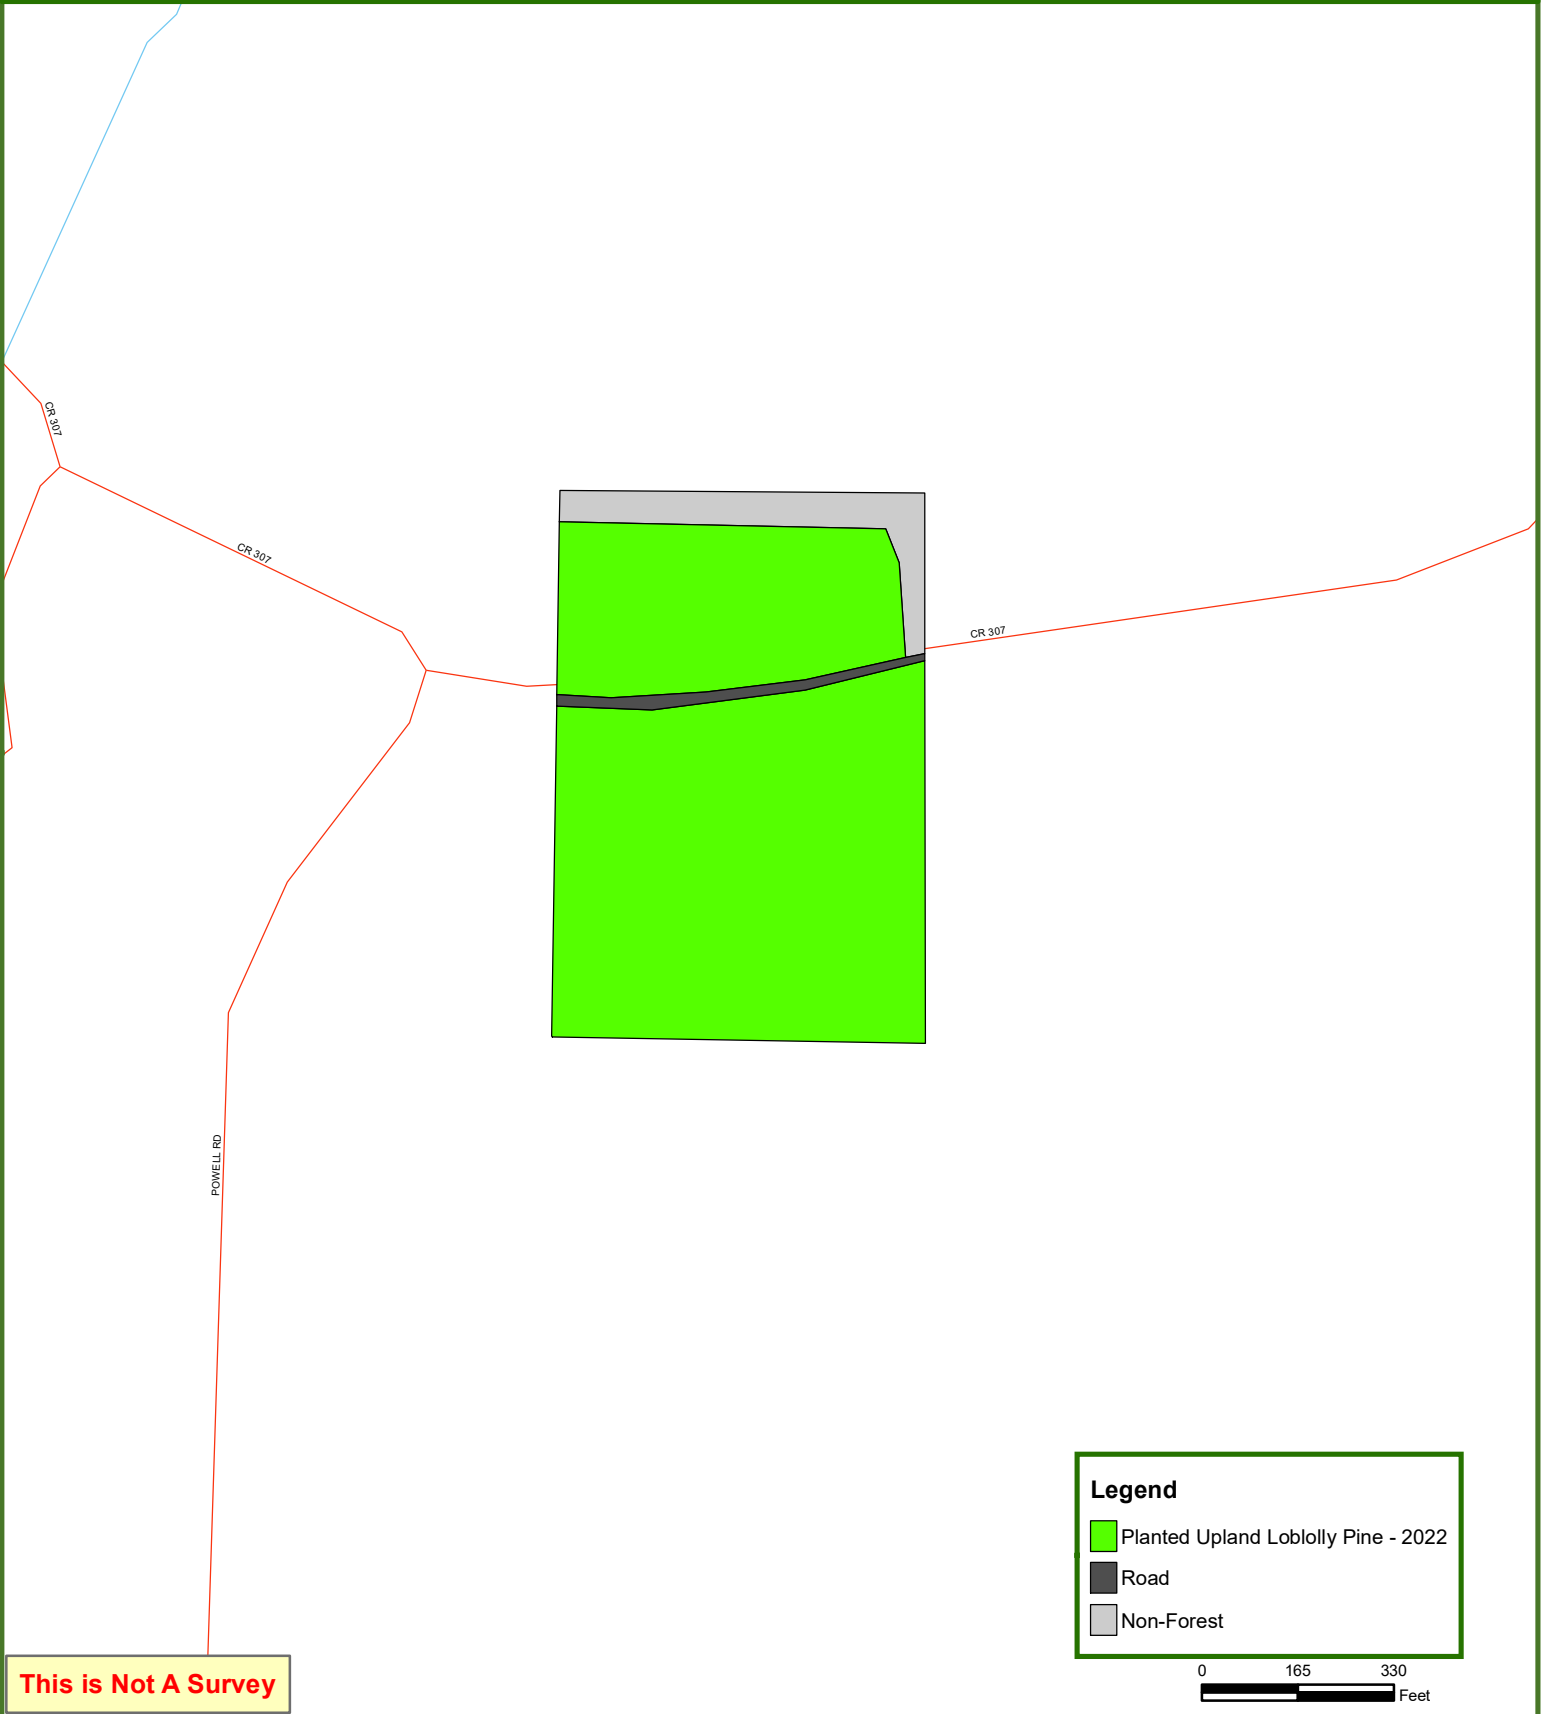 CR 307
CR 307
CR 307
POWELL RD
Legend
Planted Upland Loblolly Pine - 2022
Road
Non-Forest
This is Not A Survey
0 165 330
Feet